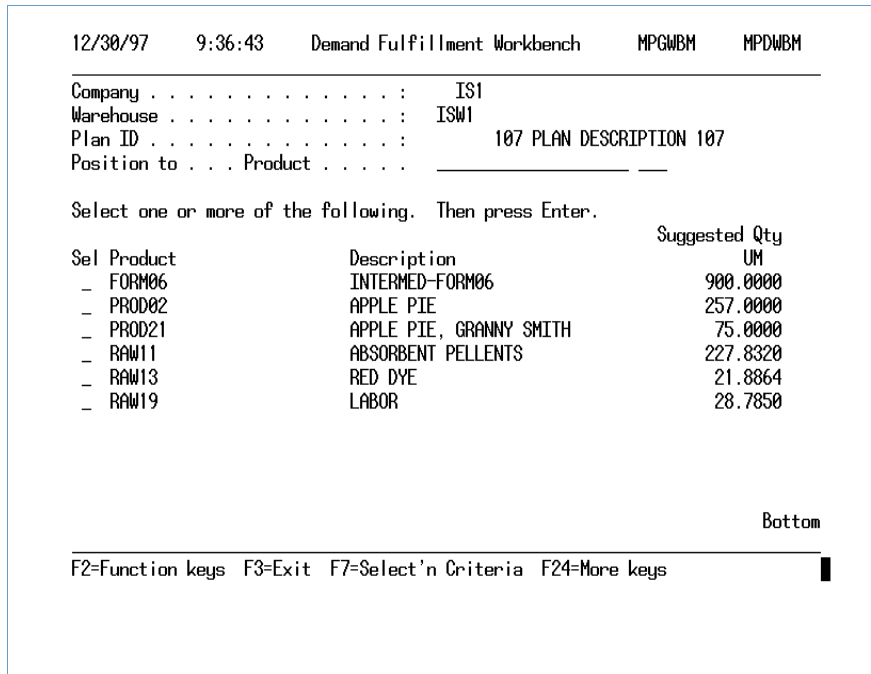 12/30/97 9:36:43 Demand Fulfillment Workbench MPGWBM MPDWBM
Company . . . . . . . . . . . . . : IS1
Warehouse . . . . . . . . . . . . : ISW1
Plan ID . . . . . . . . . . . . . : 107 PLAN DESCRIPTION 107
Position to . . . Product . . . . . ____________________ ___
Select one or more of the following. Then press Enter.
Suggested Qty
Sel Product Description UM
_ FORM06 INTERMED-FORM06 900.0000
_ PROD02 APPLE PIE 257.0000
_ PROD21 APPLE PIE, GRANNY SMITH 75.0000
_ RAW11 ABSORBENT PELLENTS 227.8320
_ RAW13 RED DYE 21.8864
_ RAW19 LABOR 28.7850
Bottom
F2=Function keys F3=Exit F7=Select'n Criteria F24=More keys